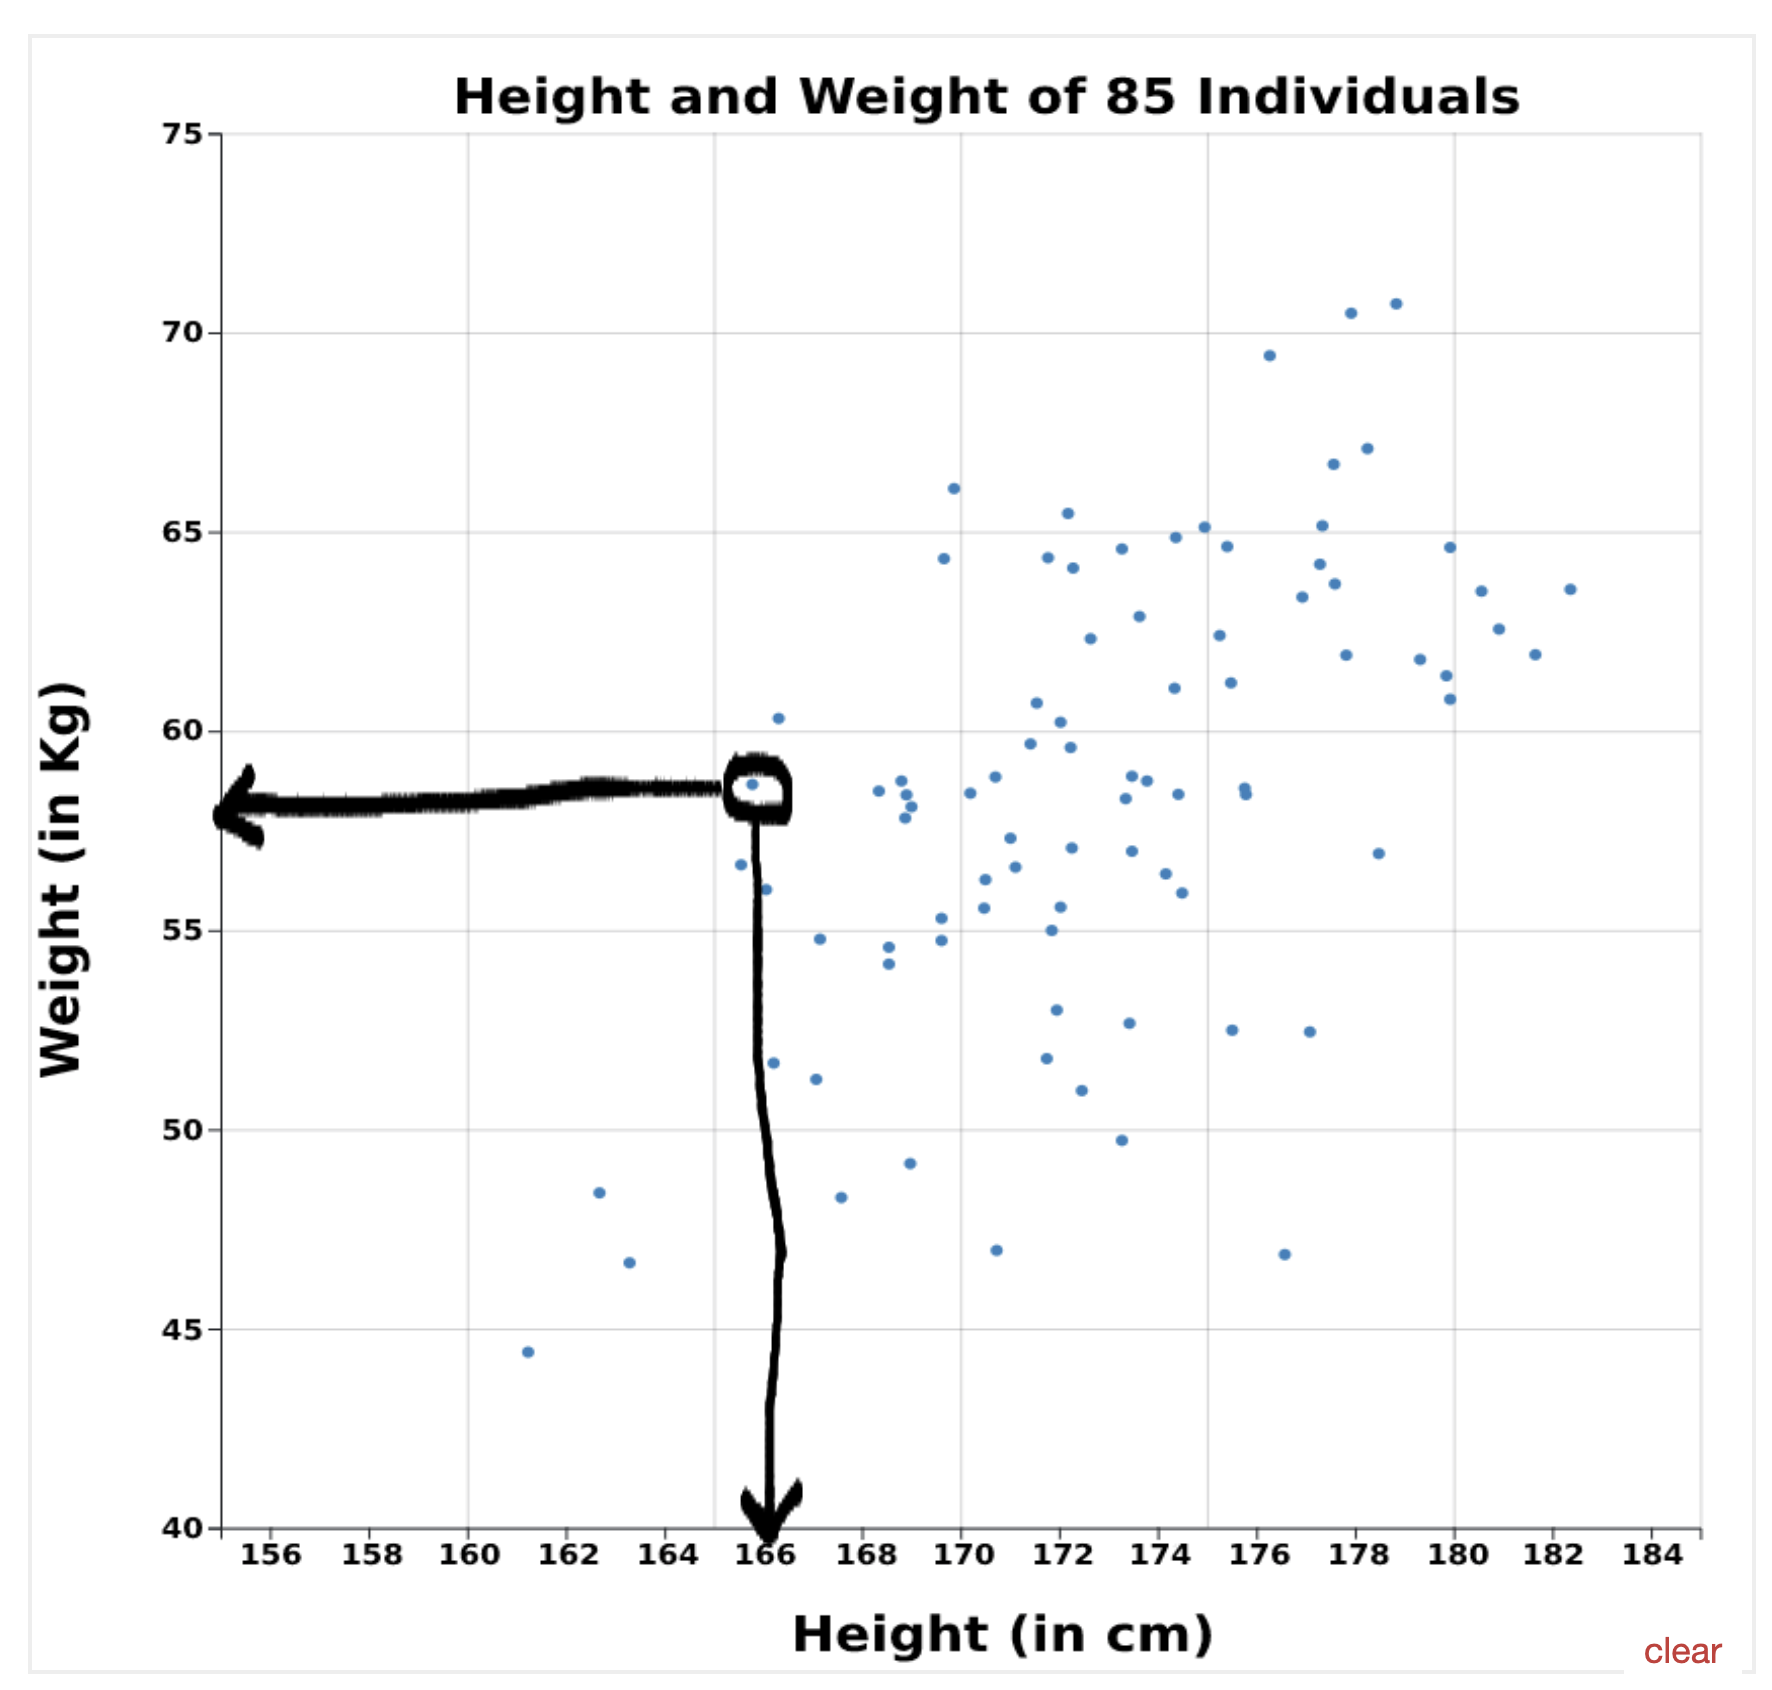 Height and Weight of 85 Individuals
75
70
65
60
55
50
45
40
Weight (in Kg)
156 158 160 162 164 166 168 170 172 174 176 178 180 182 184
Height (in cm)
clear